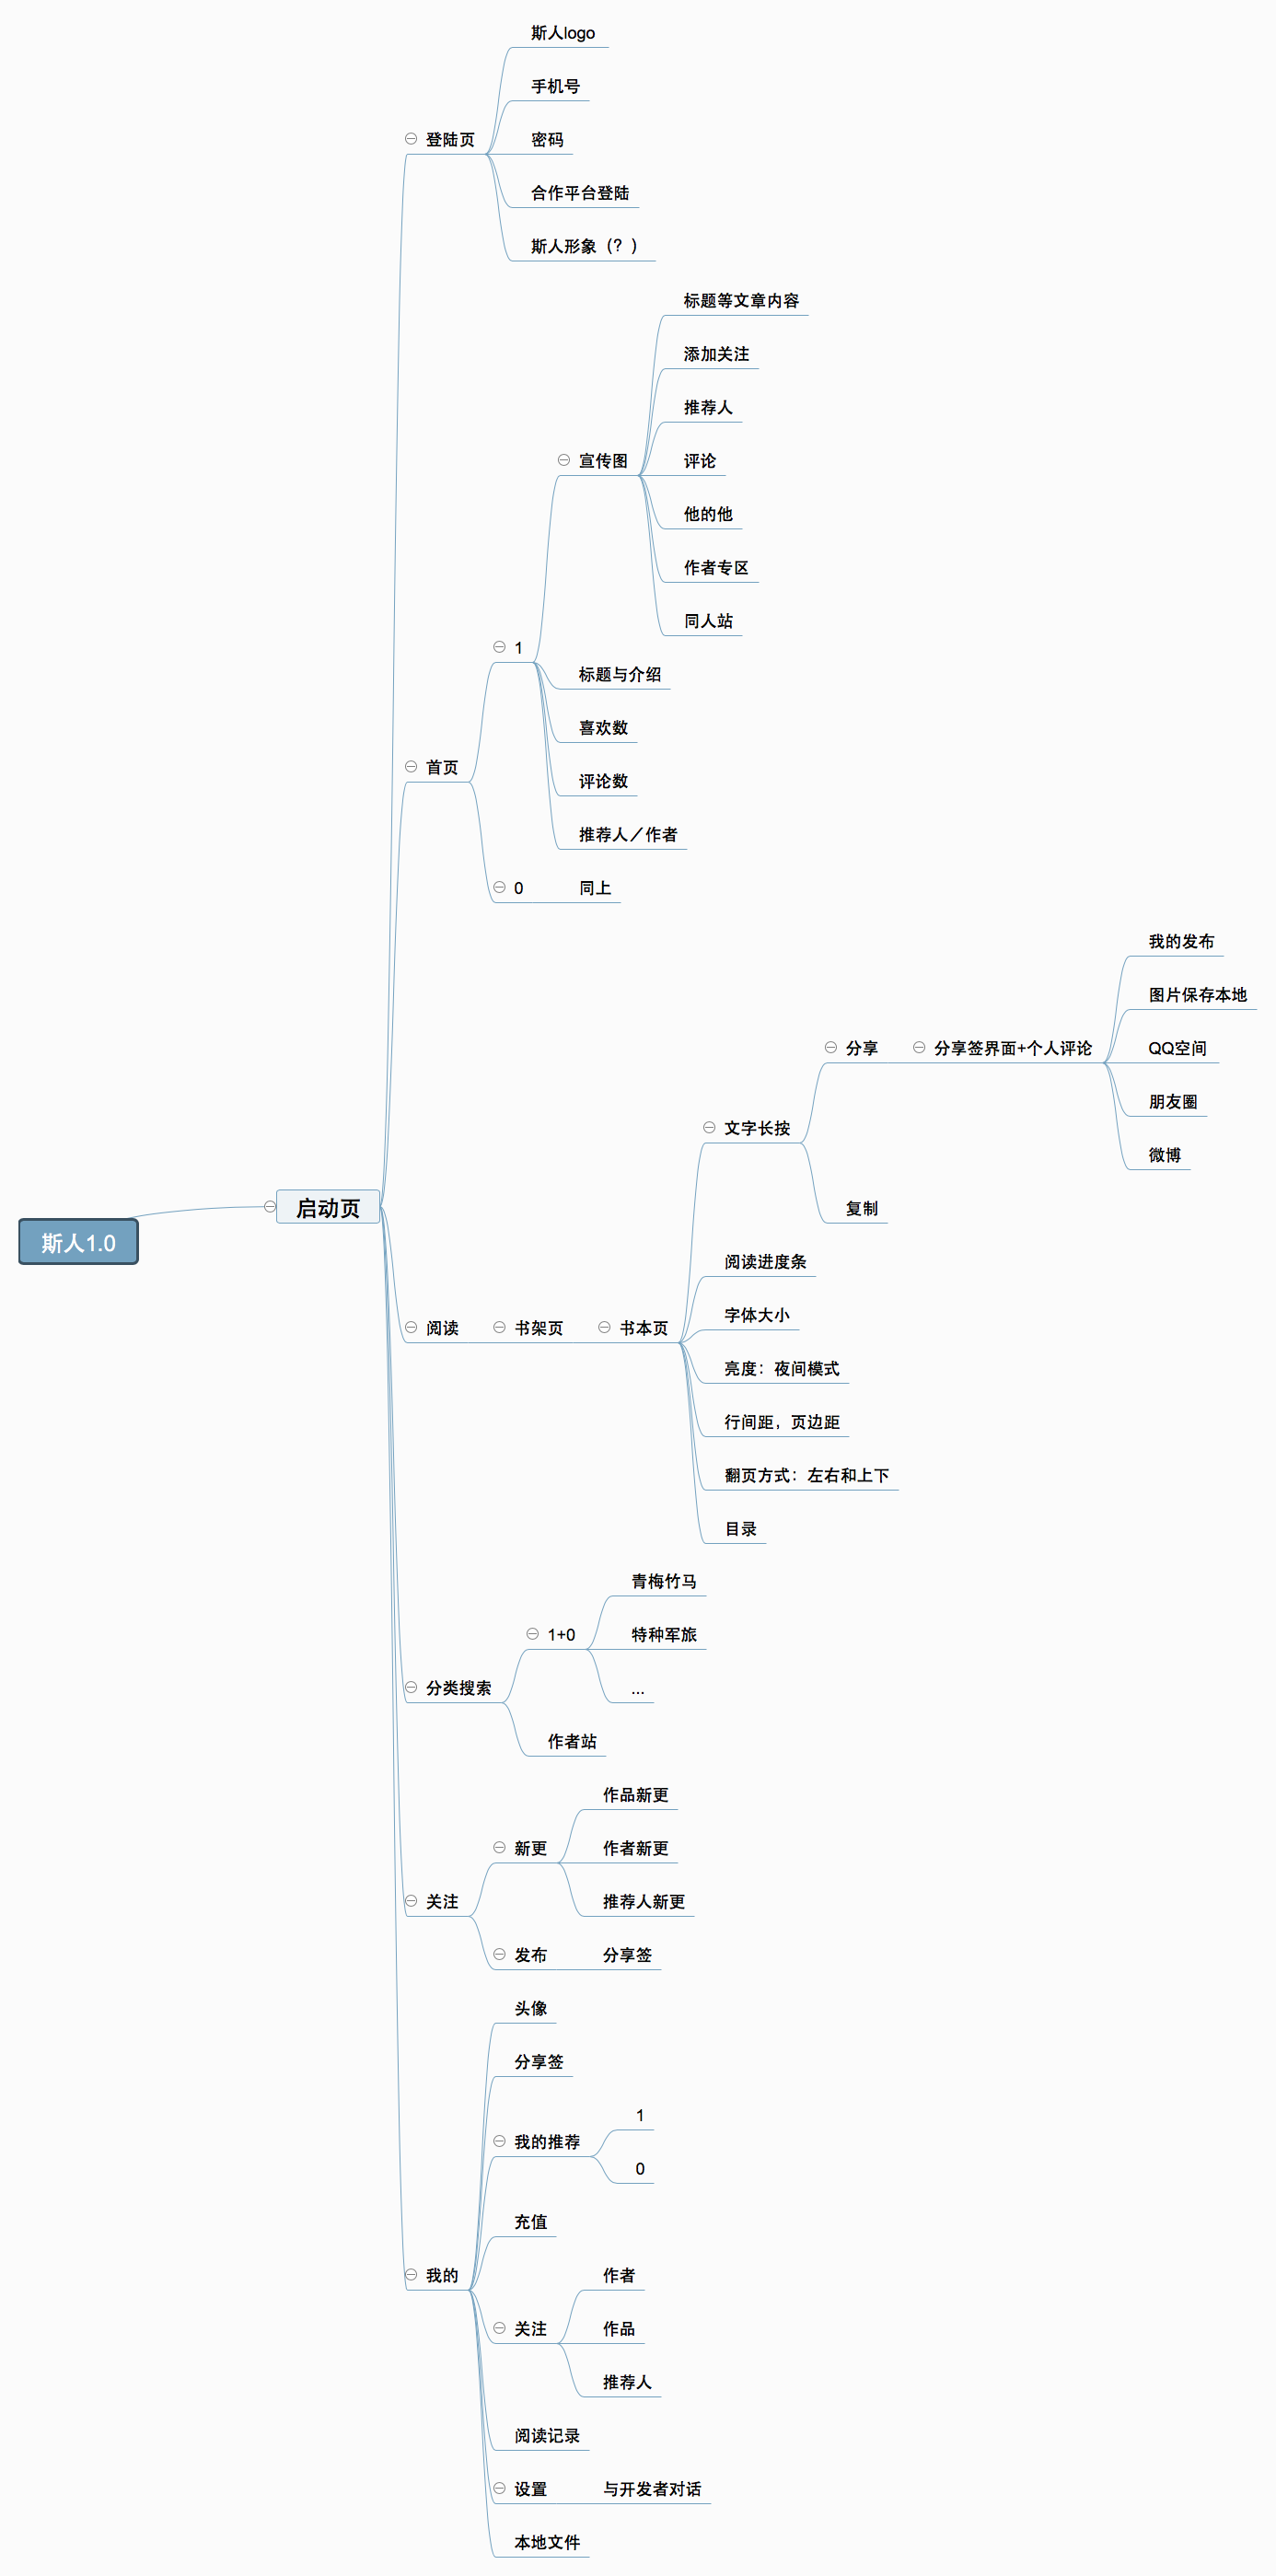 斯人1.0
启动页
登陆页
斯人logo
手机号
密码
合作平台登陆
斯人形象（？）
首页
1
宣传图
标题等文章内容
添加关注
推荐人
评论
他的他
作者专区
同人站
标题与介绍
喜欢数
评论数
推荐人／作者
0
同上
阅读
书架页
书本页
文字长按
分享
分享签界面+个人评论
我的发布
图片保存本地
QQ空间
朋友圈
微博
复制
阅读进度条
字体大小
亮度：夜间模式
行间距，页边距
翻页方式：左右和上下
目录
分类搜索
1+0
青梅竹马
特种军旅
...
作者站
关注
新更
作品新更
作者新更
推荐人新更
发布
分享签
我的
头像
分享签
我的推荐
1
0
充值
关注
作者
作品
推荐人
阅读记录
设置
与开发者对话
本地文件